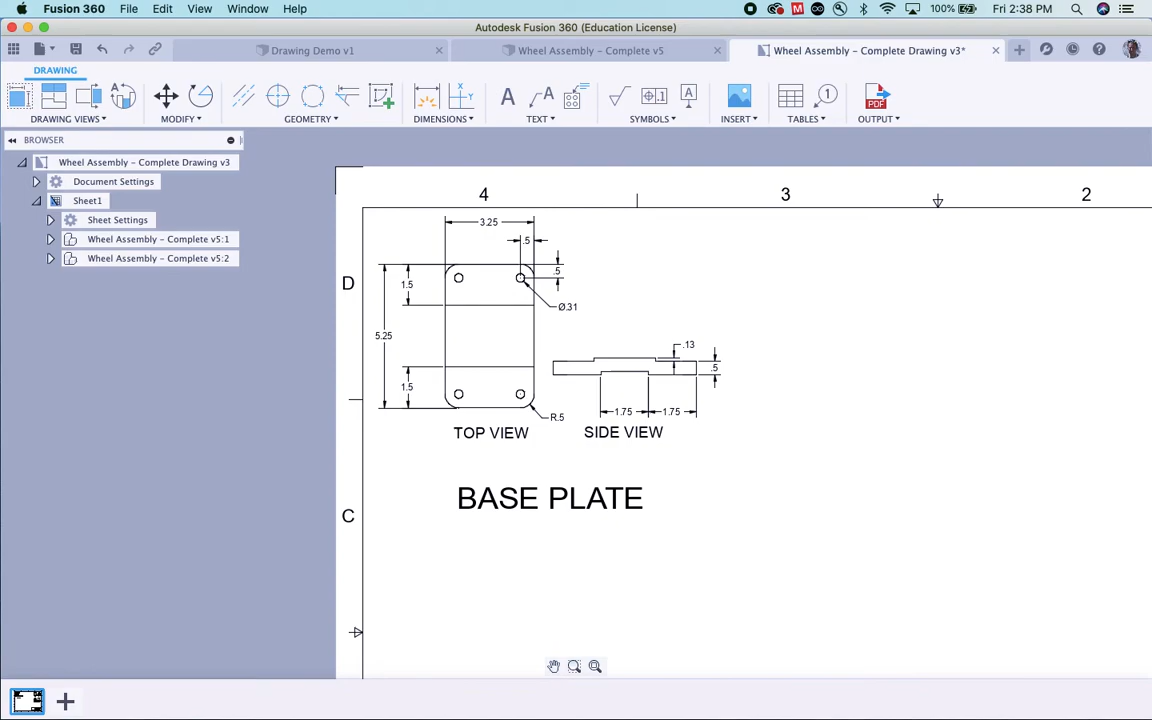 Fusion 360 File Edit View Window Help 100% Fri 2:38 PM
Autodesk Fusion 360 (Education License)
Drawing Demo v1 Wheel Assembly - Complete v5 Wheel Assembly - Complete Drawing v3*
DRAWING
DRAWING VIEWS MODIFY GEOMETRY DIMENSIONS TEXT SYMBOLS INSERT TABLES OUTPUT
PDF
BROWSER
Wheel Assembly - Complete Drawing v3
Document Settings
Sheet1
Sheet Settings
Wheel Assembly - Complete v5:1
Wheel Assembly - Complete v5:2
4 3 2
3.25
.5
.5
D
1.5
Ø.31
5.25
.13
.5
1.5
1.75 1.75
R.5
TOP VIEW SIDE VIEW
BASE PLATE
C